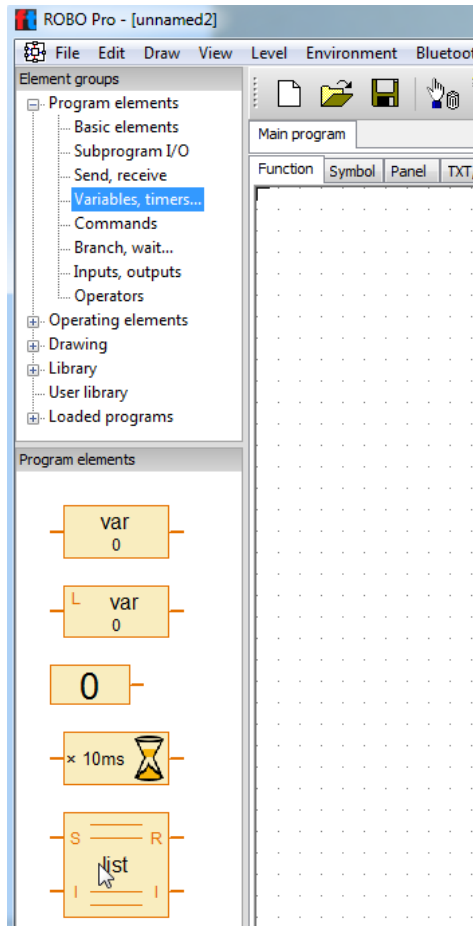 ROBO Pro - [unnamed2]
File Edit Draw View Level Environment Bluetoot
Element groups
Program elements
Basic elements
Subprogram I/O
Send, receive
Variables, timers...
Commands
Branch, wait...
Inputs, outputs
Operators
Operating elements
Drawing
Library
User library
Loaded programs
Main program
Function Symbol Panel TXT
Program elements
var
0
L var
0
0
× 10ms
S R
list
I I